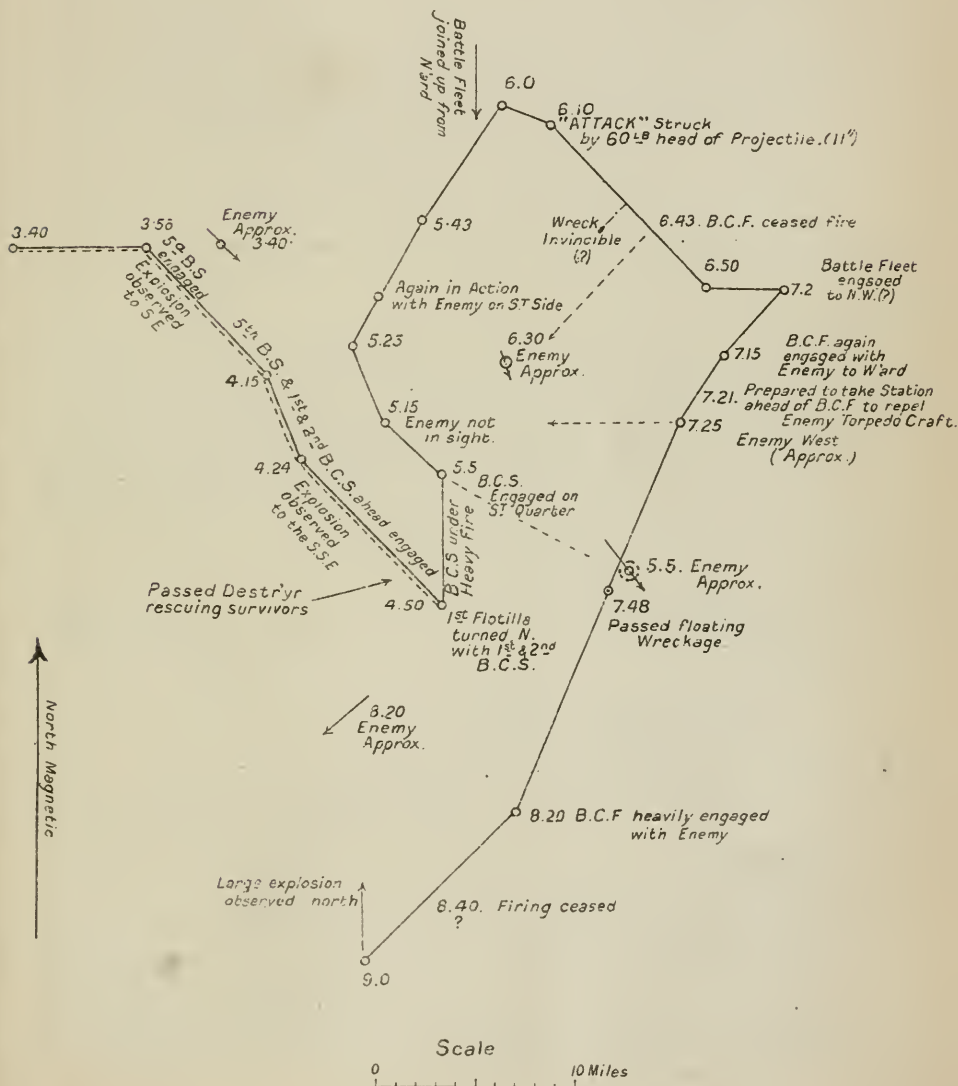 Battle Fleet
joined up from
N'ard
6.0
6.10
"ATTACK" Struck
by 60LB head of Projectile.(11")
3.40
3.50
Enemy
Approx.
3.40.
5.43
Wreck
Invincible
(?)
6.43. B.C.F. ceased fire
5th B.S
engaged
Explosion
observed
to S E
Again in Action
with Enemy on ST Side
6.50
7.2
Battle Fleet
engaged
to N.W.(?)
5.23
6.30
Enemy
Approx.
7.15
B.C.F. again
engaged with
Enemy to W'ard
4.15
5th B.S. & 1st & 2nd B.C.S. ahead engaged
5.15
Enemy not
in sight.
7.21. Prepared to take Station
ahead of B.C.F to repel
Enemy Torpedo Craft.
7.25
Enemy West
(Approx.)
4.24
Explosion
observed
to the S.S.E
5.5
B.C.S.
Engaged on
ST Quarter
B.C.S under
Heavy Fire
5.5. Enemy
Approx.
Passed Destr'yr
rescuing survivors
4.50
1st Flotilla
turned N.
with 1st & 2nd
B.C.S.
7.48
Passed floating
Wreckage
North Magnetic
8.20
Enemy
Approx.
8.20 B.C.F heavily engaged
with Enemy
Large explosion
observed north
8.40. Firing ceased
?
9.0
Scale
0 10 Miles